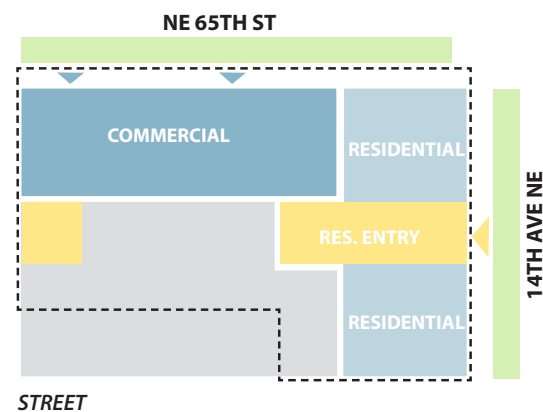 NE 65TH ST
COMMERCIAL
RESIDENTIAL
RES. ENTRY
14TH AVE NE
RESIDENTIAL
STREET